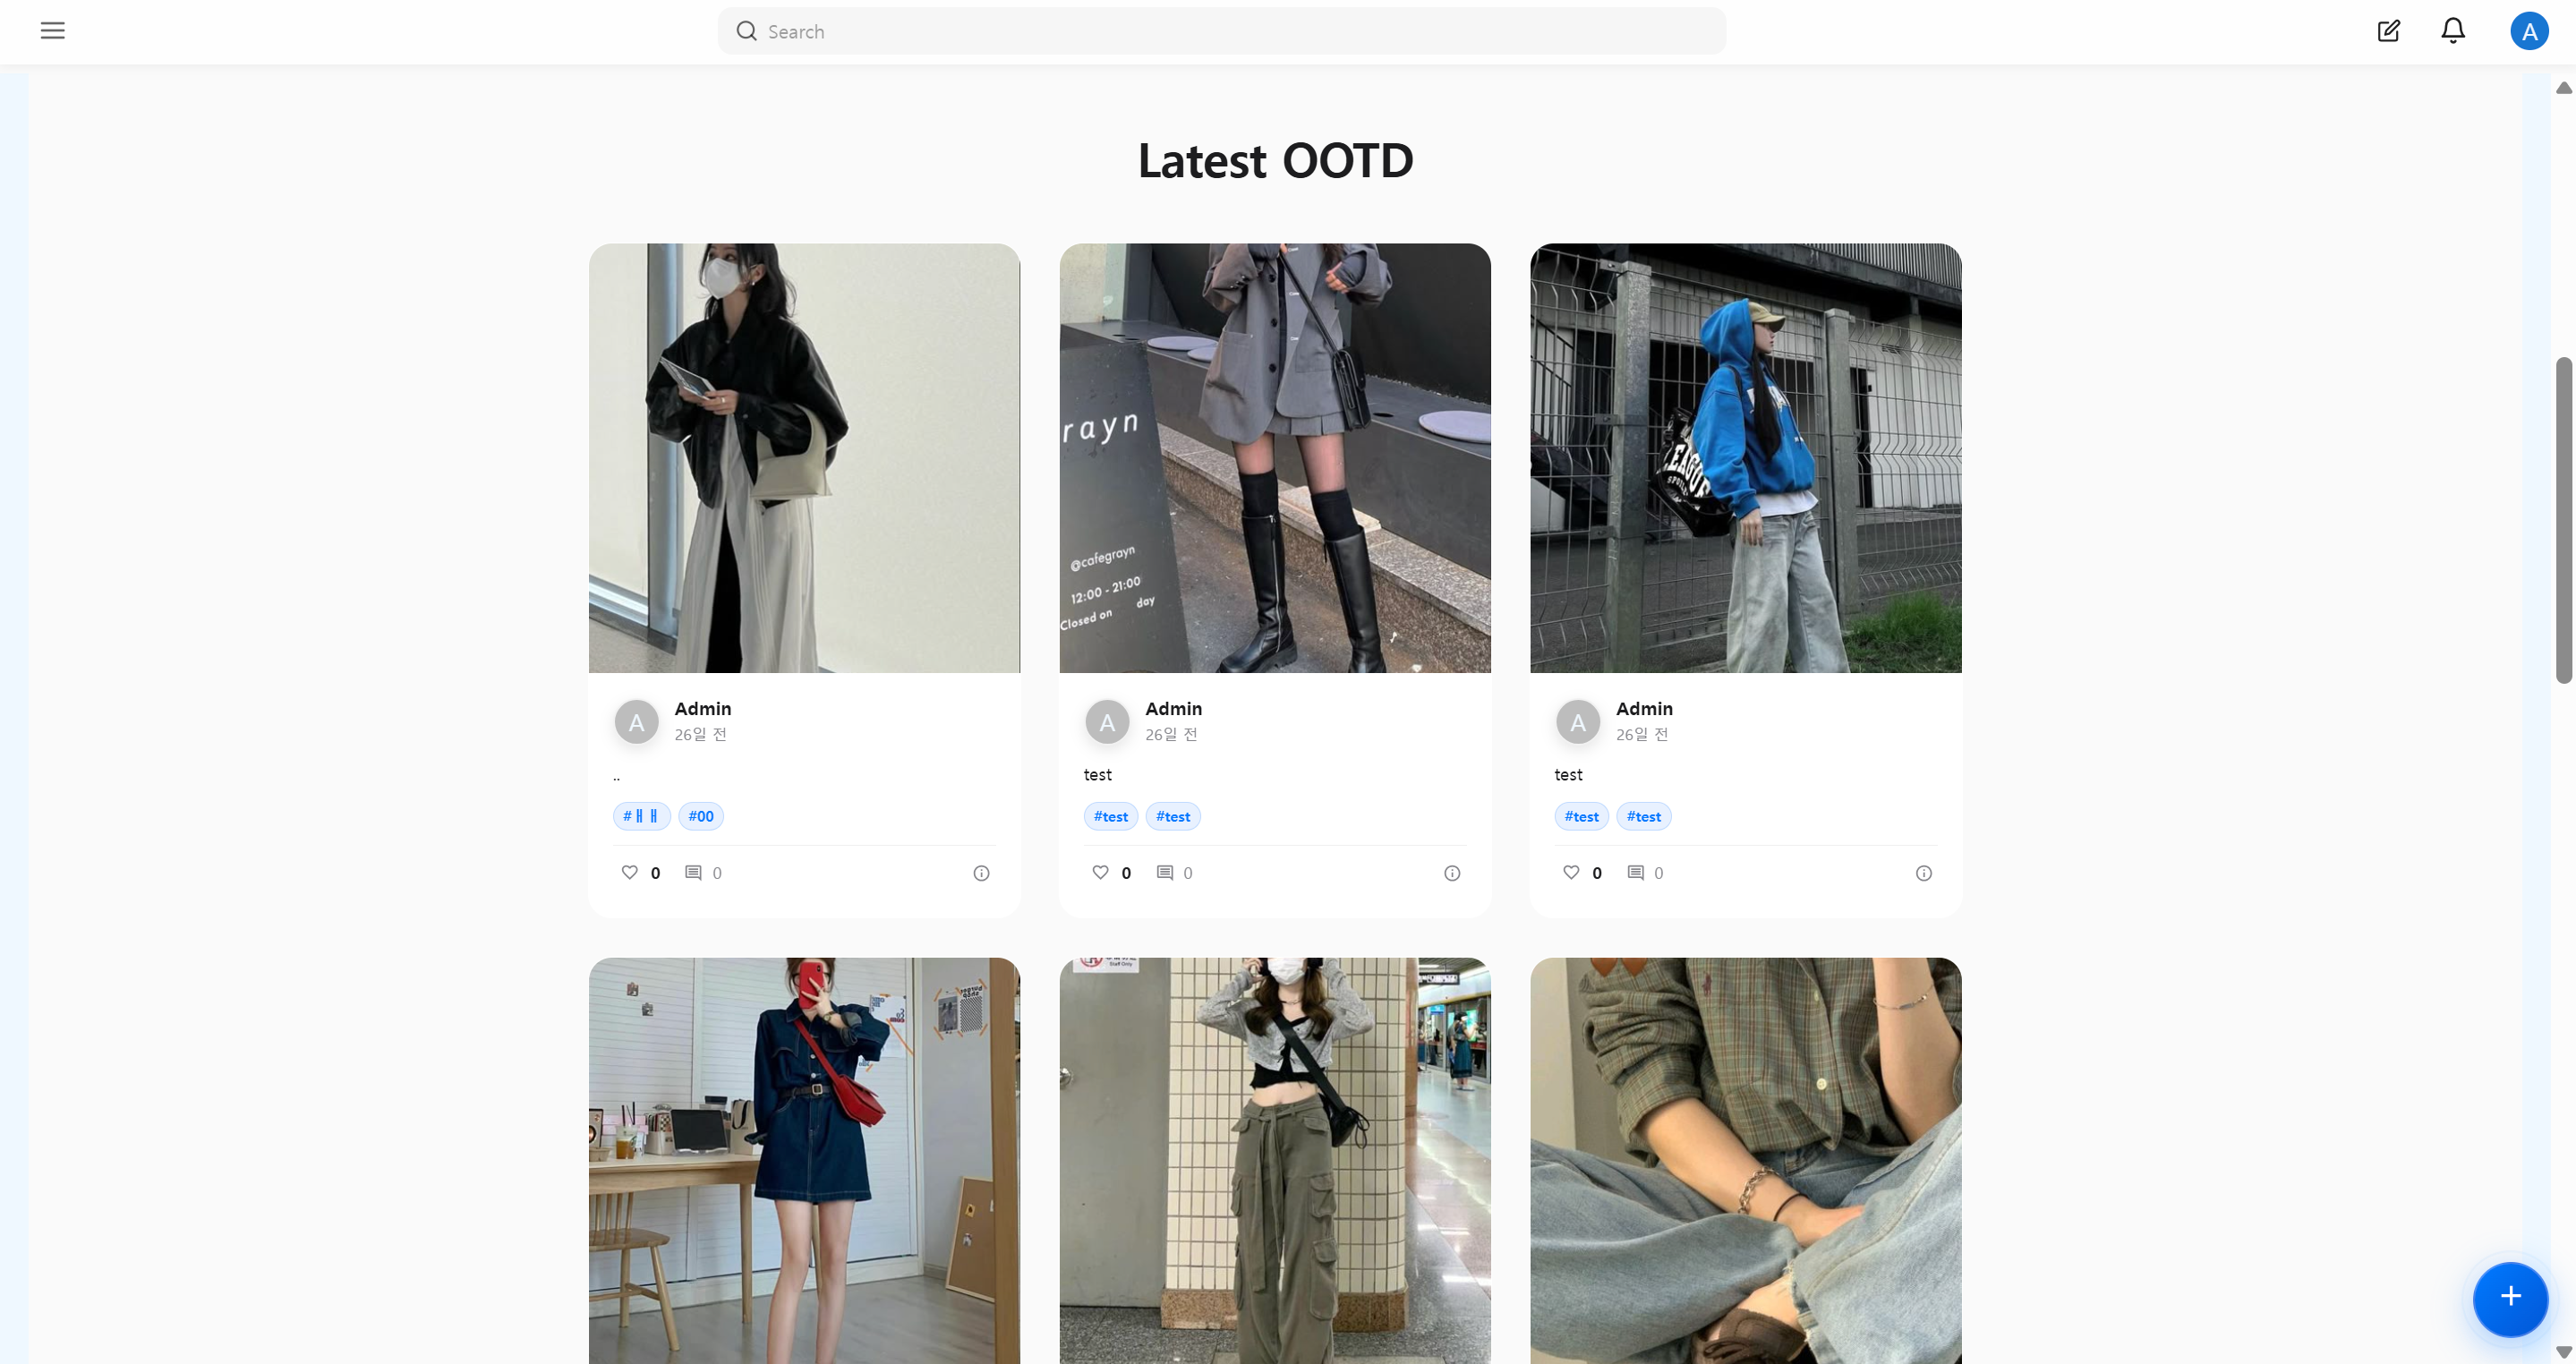 Search
A
Latest OOTD
rayn
@cafegrayn
12:00 - 21:00
Closed on day
A
Admin
26일 전
..
#ㅐㅐ
#00
0
0
A
Admin
26일 전
test
#test
#test
0
0
A
Admin
26일 전
test
#test
#test
0
0
Staff Only
+